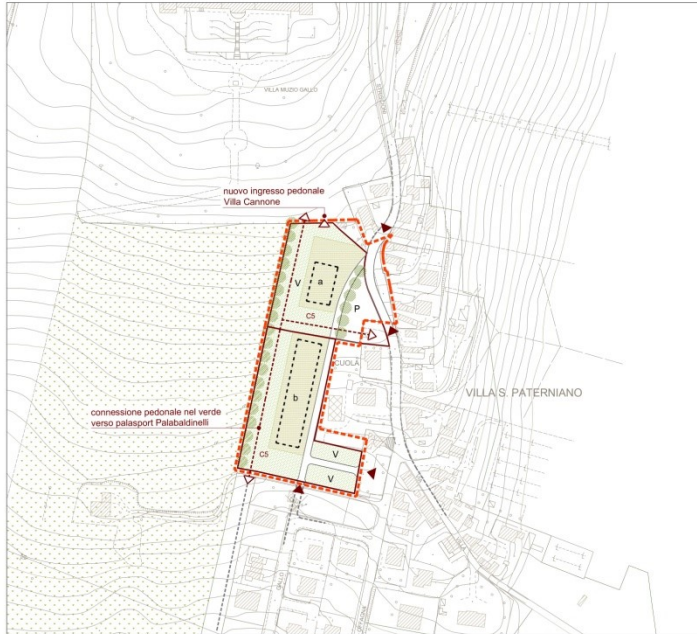 VILLA MUZIO GALLO
nuovo ingresso pedonale
Villa Cannone
V
a
P
C5
CUOLA
VILLA S. PATERNIANO
b
connessione pedonale nel verde
verso palasport Palabaldinelli
C5
V
V